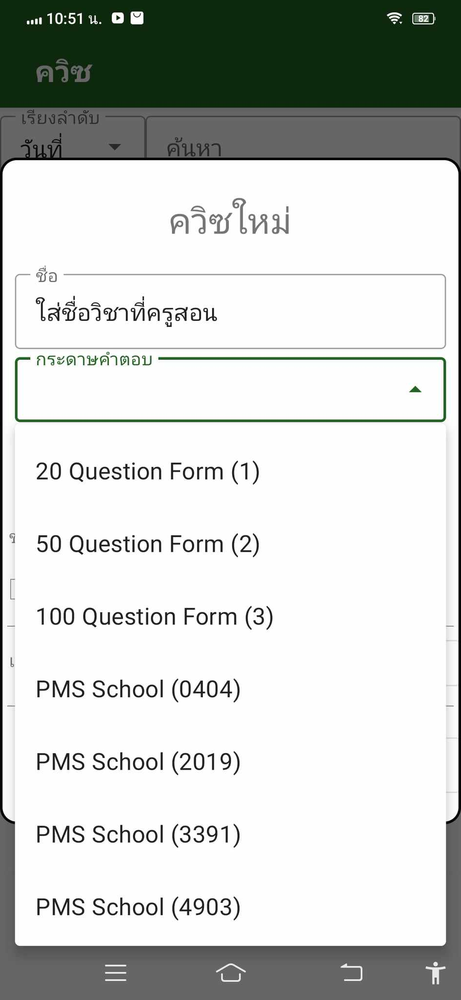 10:51 น.
82
ควิซ
เรียงลำดับ
วันที่
ค้นหา
ควิซใหม่
ชื่อ
ใส่ชื่อวิชาที่ครูสอน
กระดาษคำตอบ
20 Question Form (1)
50 Question Form (2)
100 Question Form (3)
PMS School (0404)
PMS School (2019)
PMS School (3391)
PMS School (4903)